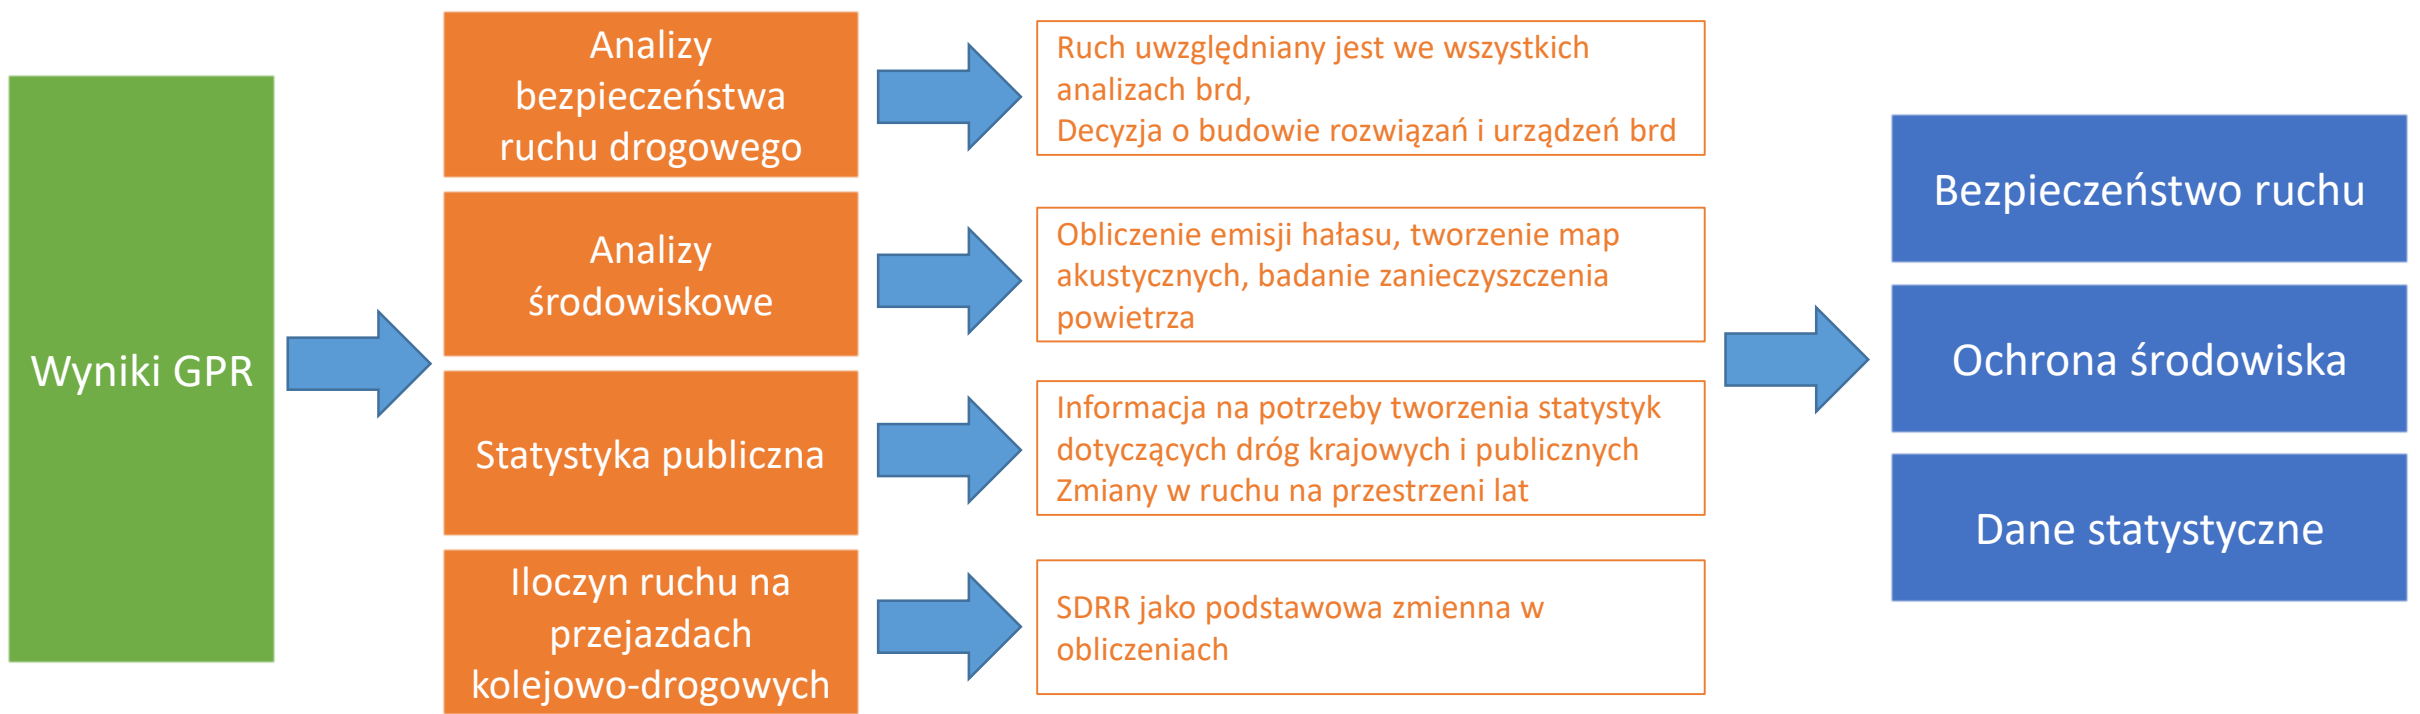 Wyniki GPR
Analizy
bezpieczeństwa
ruchu drogowego
Ruch uwzględniany jest we wszystkich
analizach brd,
Decyzja o budowie rozwiązań i urządzeń brd
Analizy
środowiskowe
Obliczenie emisji hałasu, tworzenie map
akustycznych, badanie zanieczyszczenia
powietrza
Statystyka publiczna
Informacja na potrzeby tworzenia statystyk
dotyczących dróg krajowych i publicznych
Zmiany w ruchu na przestrzeni lat
Iloczyn ruchu na
przejazdach
kolejowo-drogowych
SDRR jako podstawowa zmienna w
obliczeniach
Bezpieczeństwo ruchu
Ochrona środowiska
Dane statystyczne